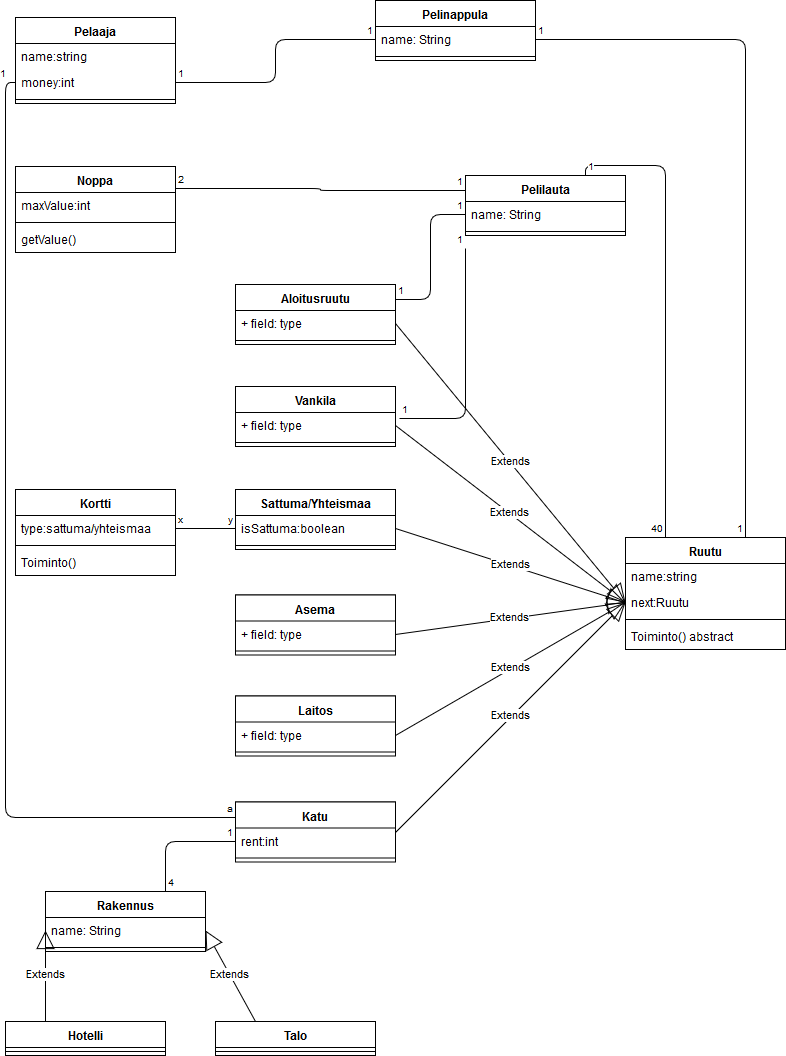 Pelinappula
name: String
1
1
Pelaaja
name:string
money:int
1
1
Noppa
maxValue:int
getValue()
2
1
1
Pelilauta
name: String
1
1
Aloitusruutu
+ field: type
1
Vankila
+ field: type
1
Extends
Extends
Kortti
type:sattuma/yhteismaa
Toiminto()
x
y
Sattuma/Yhteismaa
isSattuma:boolean
Extends
40
1
Ruutu
name:string
next:Ruutu
Toiminto() abstract
Asema
+ field: type
Extends
Laitos
+ field: type
Extends
Extends
a
Katu
1
rent:int
4
Rakennus
name: String
Extends
Extends
Hotelli
Talo